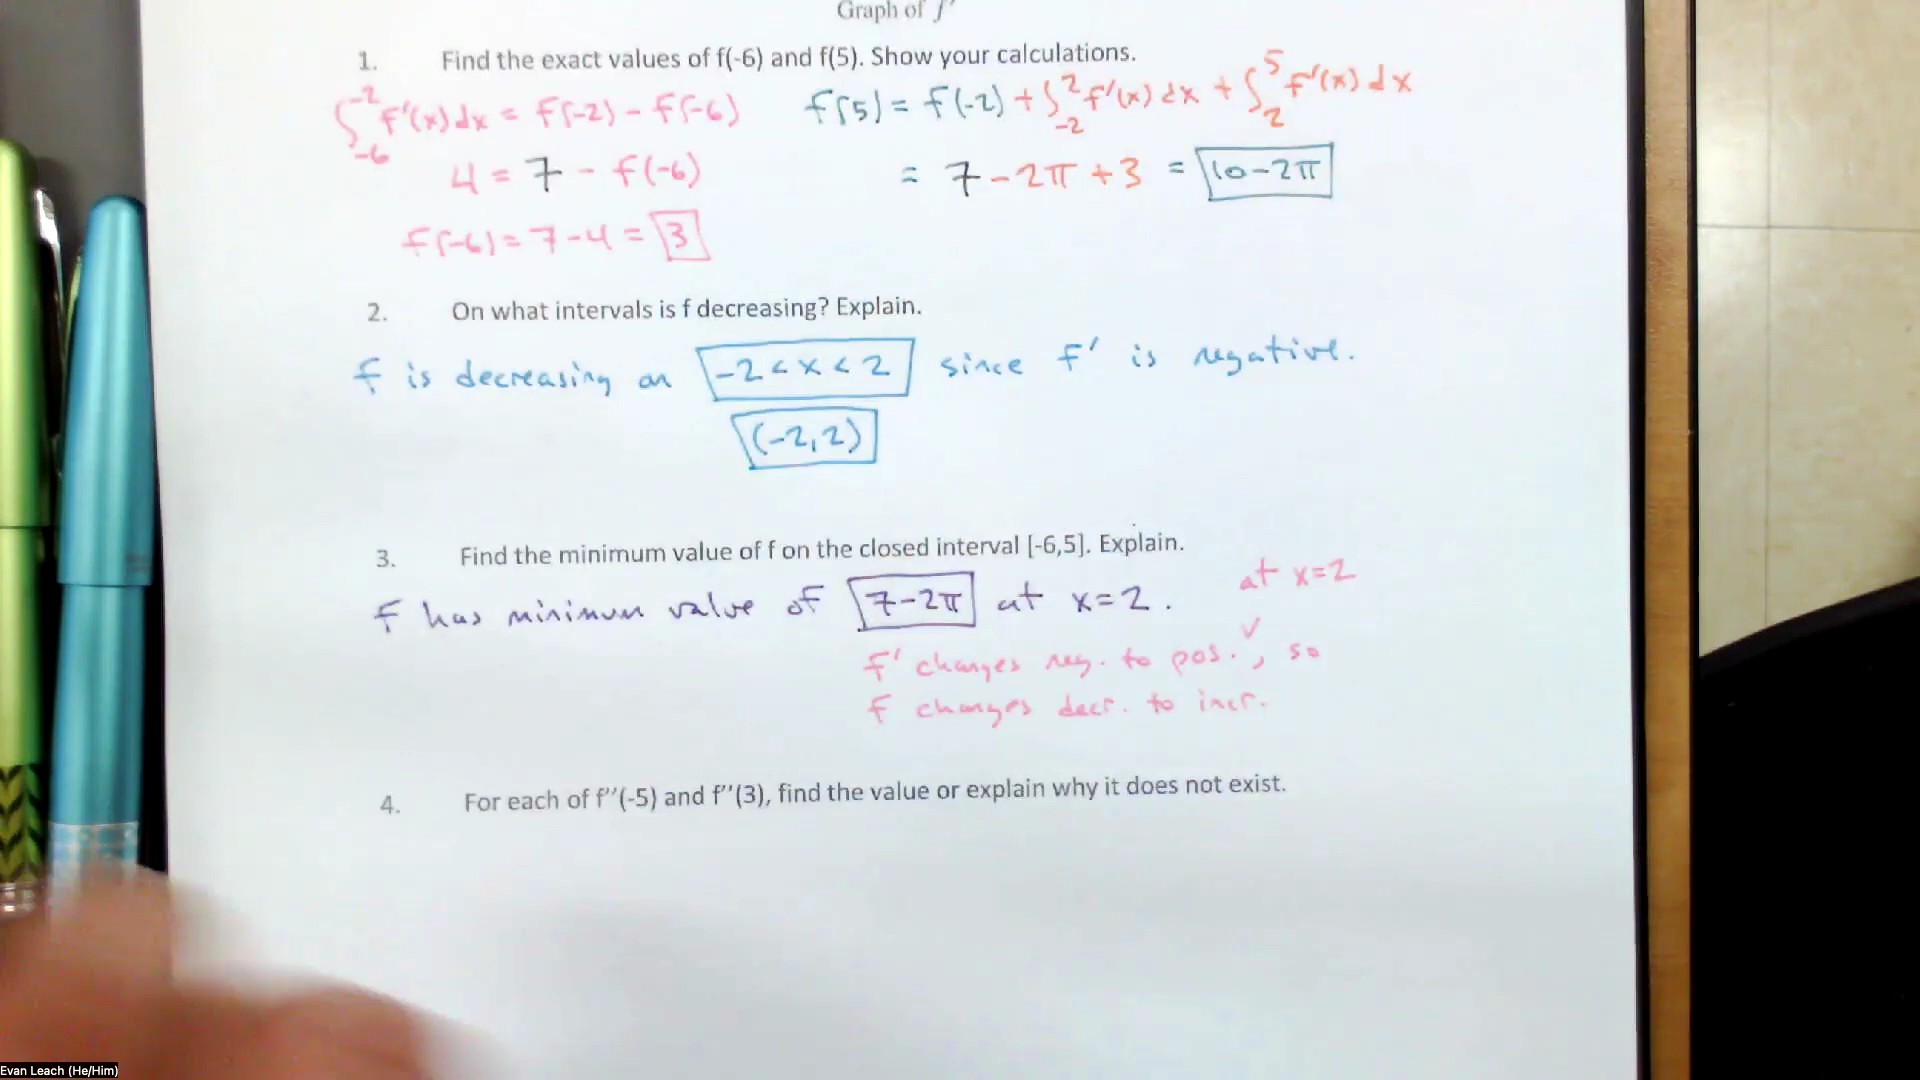 Graph of f'
1. Find the exact values of f(-6) and f(5). Show your calculations.
∫_{-6}^{-2} f'(x) dx = f(-2) - f(-6)
4 = 7 - f(-6)
f(-6) = 7 - 4 = 3
f(5) = f(-2) + ∫_{-2}^{2} f'(x) dx + ∫_{2}^{5} f'(x) dx
= 7 - 2π + 3 = 10 - 2π
2. On what intervals is f decreasing? Explain.
f is decreasing on -2 < x < 2 since f' is negative.
(-2, 2)
3. Find the minimum value of f on the closed interval [-6,5]. Explain.
f has minimum value of 7 - 2π at x = 2.
at x=2
f' changes neg. to pos. ✓, so
f changes decr. to incr.
4. For each of f''(-5) and f''(3), find the value or explain why it does not exist.
Evan Leach (He/Him)